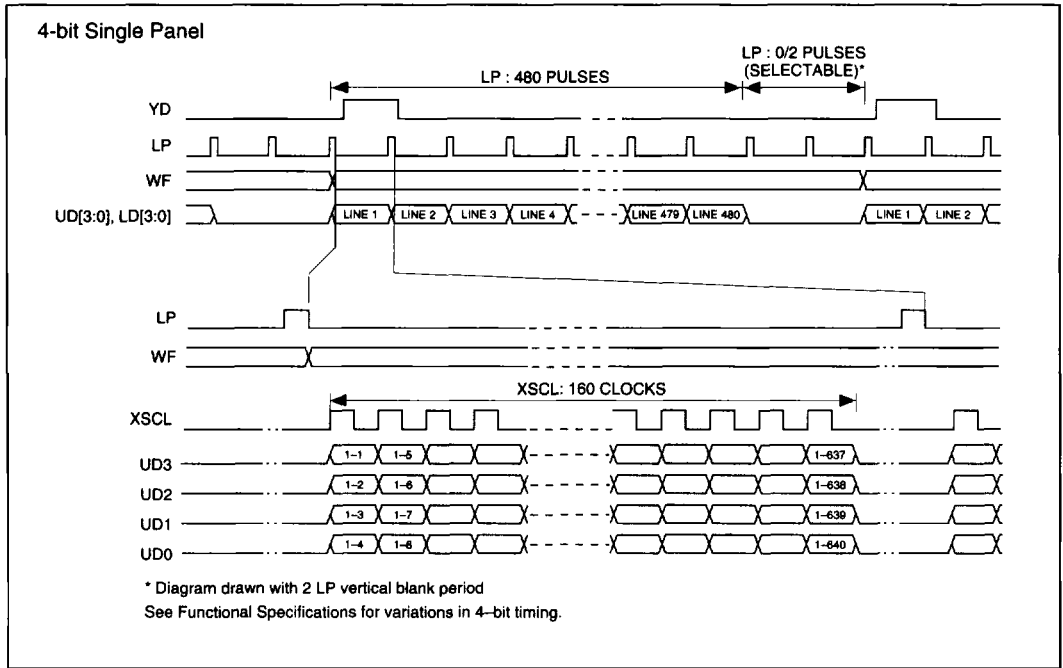 4-bit Single Panel
LP : 480 PULSES
LP : 0/2 PULSES
(SELECTABLE)*
YD
LP
WF
UD[3:0], LD[3:0]
LINE 1 LINE 2 LINE 3 LINE 4 LINE 479 LINE 480 LINE 1 LINE 2
LP
WF
XSCL: 160 CLOCKS
XSCL
UD3 1–1 1–5 1–637
UD2 1–2 1–6 1–638
UD1 1–3 1–7 1–639
UD0 1–4 1–8 1–640
* Diagram drawn with 2 LP vertical blank period
See Functional Specifications for variations in 4–bit timing.